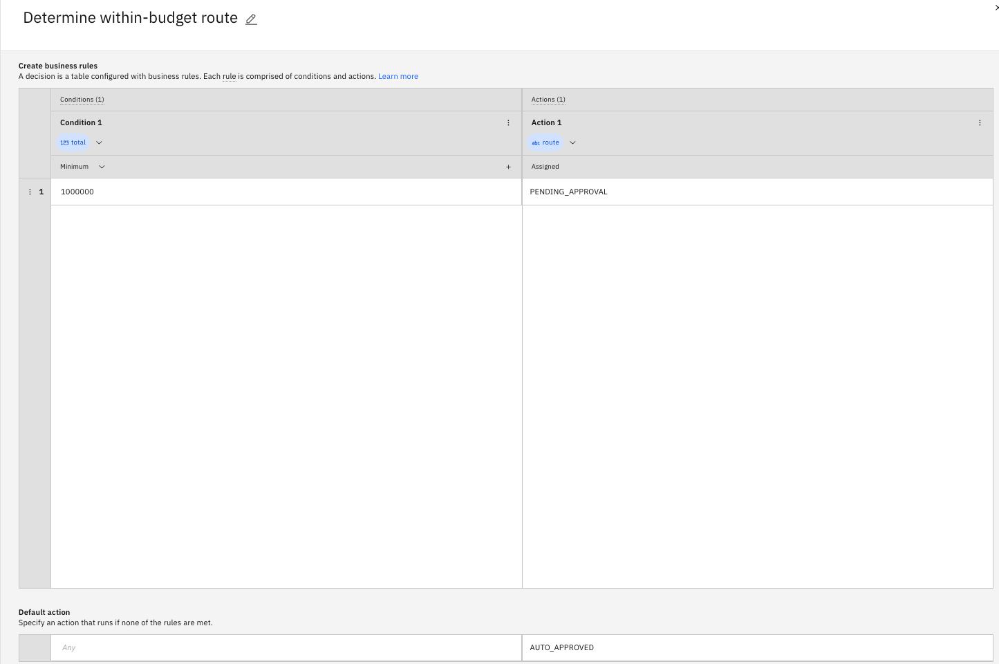 Determine within-budget route
Create business rules
A decision is a table configured with business rules. Each rule is comprised of conditions and actions. Learn more
Conditions (1)
Actions (1)
Condition 1
Action 1
123 total
abc route
Minimum
Assigned
1
1000000
PENDING_APPROVAL
Default action
Specify an action that runs if none of the rules are met.
Any
AUTO_APPROVED